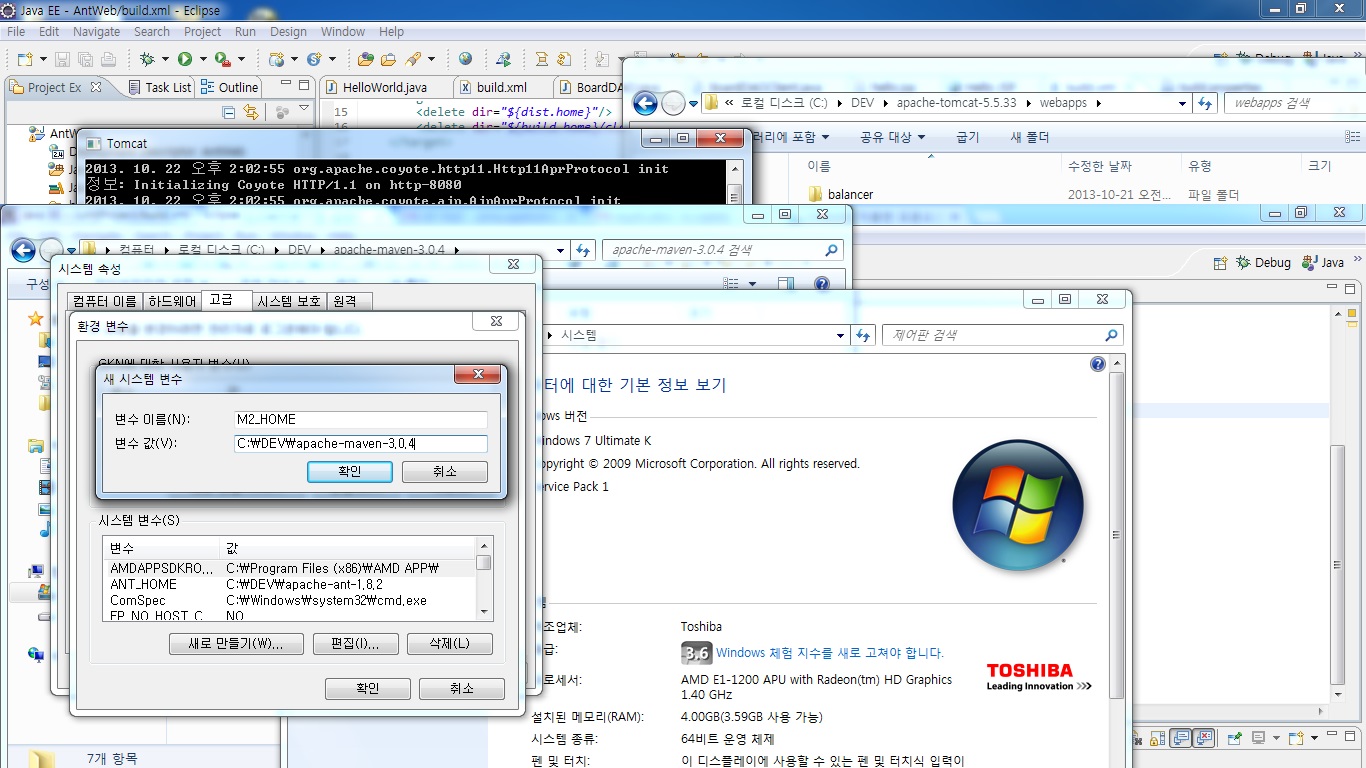 Java EE - AntWeb/build.xml - Eclipse
File Edit Navigate Search Project Run Design Window Help
Debug
Project Ex Task List Outline
HelloWorld.java build.xml
15 <delete dir="${dist.home}"/>
16
Tomcat
2013. 10. 22 오후 2:02:55 org.apache.coyote.http11.Http11AprProtocol init
정보: Initializing Coyote HTTP/1.1 on http-8080
2013. 10. 22 오후 2:02:55 org.apache.coyote.ajp.AjpAprProtocol init
« 로컬 디스크 (C:) DEV apache-tomcat-5.5.33 webapps
webapps 검색
공유 대상 굽기 새 폴더
이름 수정한 날짜 유형 크기
balancer 2013-10-21 오전... 파일 폴더
컴퓨터 로컬 디스크 (C:) DEV apache-maven-3.0.4
apache-maven-3.0.4 검색
Debug Java
시스템 속성
컴퓨터 이름 하드웨어 고급 시스템 보호 원격
환경 변수
새 시스템 변수
변수 이름(N): M2_HOME
변수 값(V): C:₩DEV₩apache-maven-3.0.4
확인 취소
시스템 변수(S)
변수 값
AMDAPPSDKRO... C:₩Program Files (x86)₩AMD APP₩
ANT_HOME C:₩DEV₩apache-ant-1.8.2
ComSpec C:₩Windows₩system32₩cmd.exe
FP_NO_HOST_C... NO
새로 만들기(W)... 편집(I)... 삭제(L)
확인 취소
7개 항목
시스템
제어판 검색
터에 대한 기본 정보 보기
ows 버전
indows 7 Ultimate K
opyright © 2009 Microsoft Corporation. All rights reserved.
ervice Pack 1
조업체: Toshiba
급: 3.6 Windows 체험 지수를 새로 고쳐야 합니다.
로세서: AMD E1-1200 APU with Radeon(tm) HD Graphics
1.40 GHz
설치된 메모리(RAM): 4.00GB(3.59GB 사용 가능)
시스템 종류: 64비트 운영 체제
펜 및 터치: 이 디스플레이에 사용할 수 있는 펜 및 터치식 입력이
TOSHIBA
Leading Innovation >>>